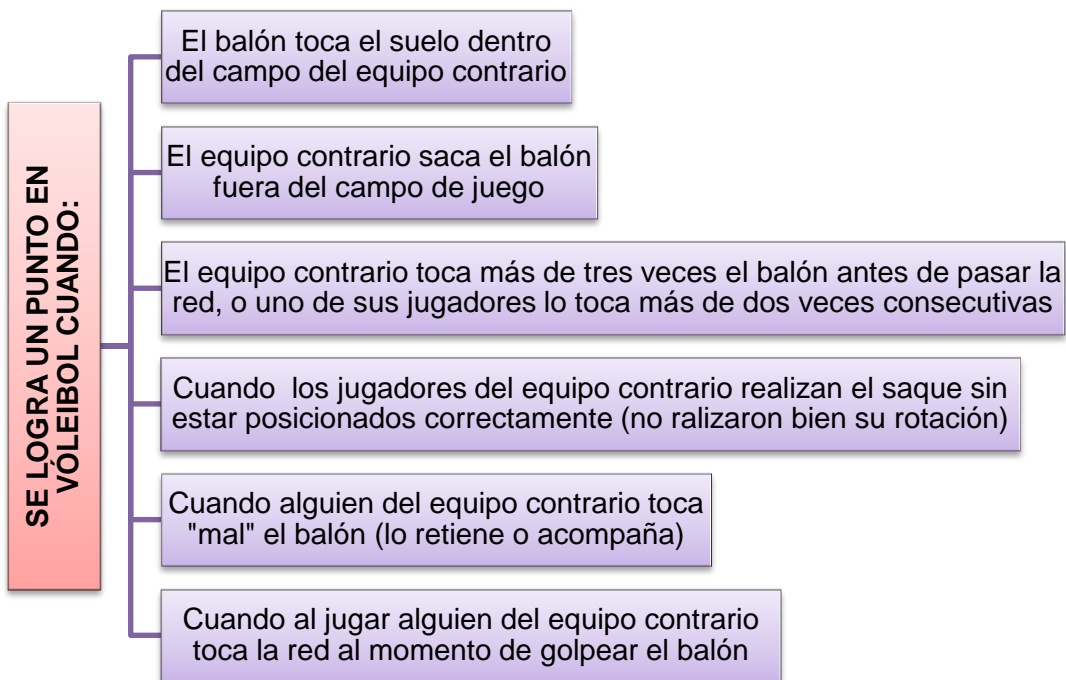 SE LOGRA UN PUNTO EN
VÓLEIBOL CUANDO:
El balón toca el suelo dentro
del campo del equipo contrario
El equipo contrario saca el balón
fuera del campo de juego
El equipo contrario toca más de tres veces el balón antes de pasar la
red, o uno de sus jugadores lo toca más de dos veces consecutivas
Cuando los jugadores del equipo contrario realizan el saque sin
estar posicionados correctamente (no ralizaron bien su rotación)
Cuando alguien del equipo contrario toca
"mal" el balón (lo retiene o acompaña)
Cuando al jugar alguien del equipo contrario
toca la red al momento de golpear el balón